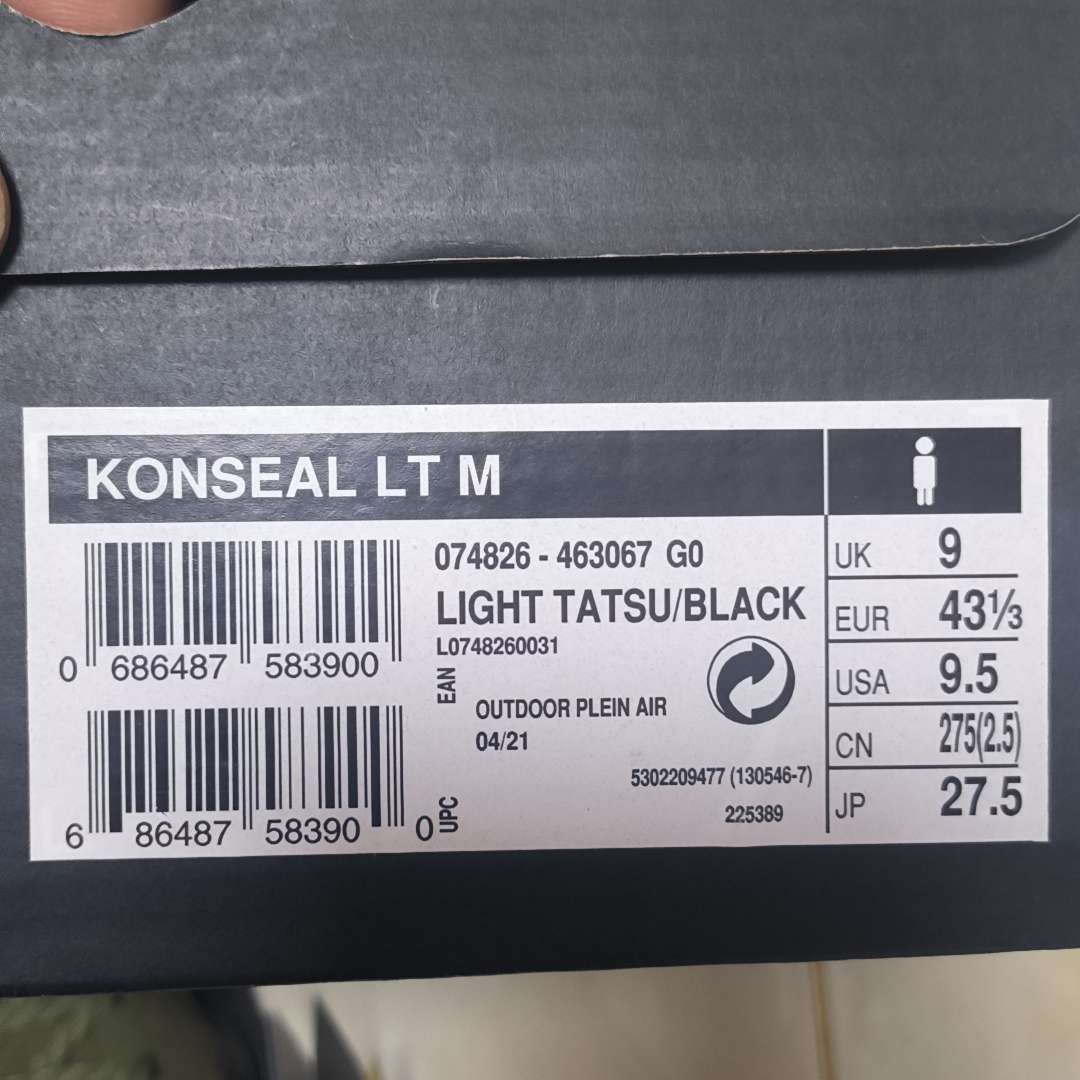 KONSEAL LT M
074826 - 463067 G0
LIGHT TATSU/BLACK
L0748260031
EAN
0 686487 583900
OUTDOOR PLEIN AIR
04/21
5302209477 (130546-7)
225389
6 86487 58390 0
UPC
UK 9
EUR 43⅓
USA 9.5
CN 275(2.5)
JP 27.5